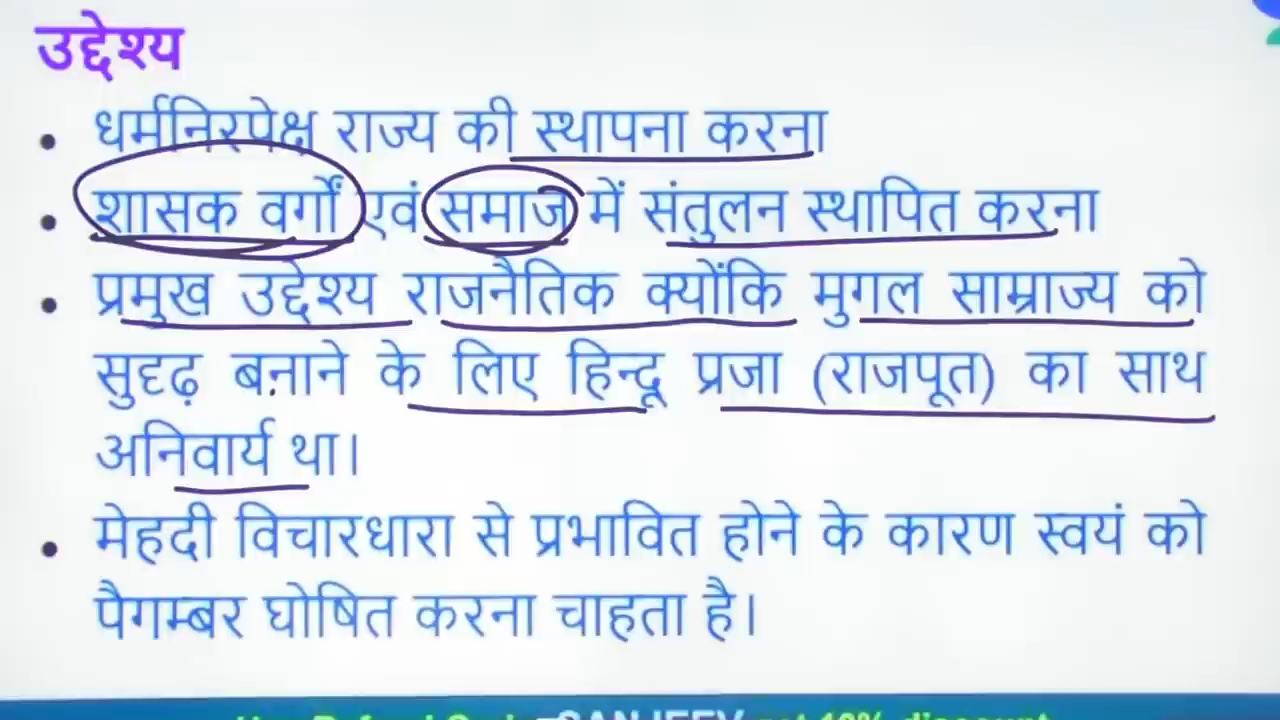 उद्देश्य
• धर्मनिरपेक्ष राज्य की स्थापना करना
• शासक वर्गों एवं समाज में संतुलन स्थापित करना
• प्रमुख उद्देश्य राजनैतिक क्योंकि मुगल साम्राज्य को
सुदृढ़ बनाने के लिए हिन्दू प्रजा (राजपूत) का साथ
अनिवार्य था।
• मेहदी विचारधारा से प्रभावित होने के कारण स्वयं को
पैगम्बर घोषित करना चाहता है।